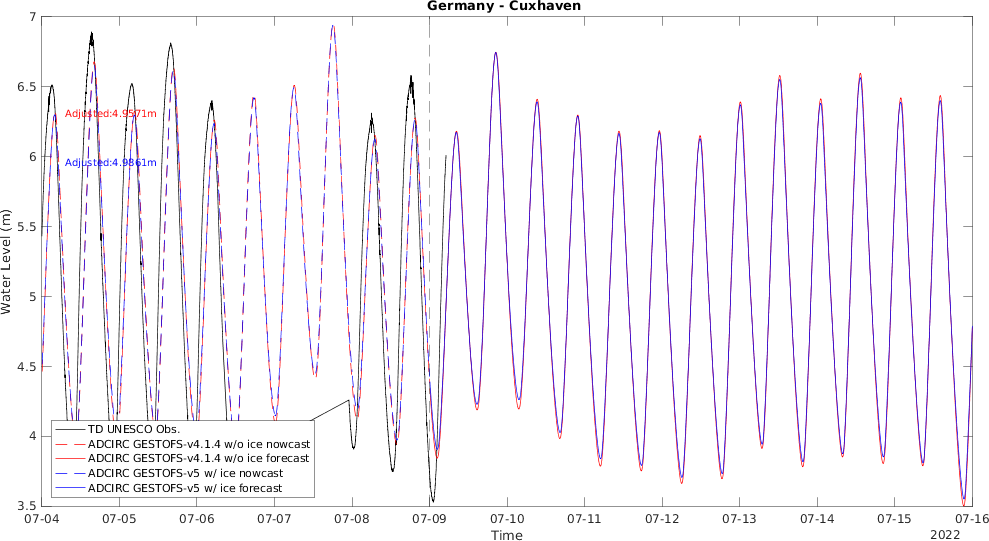 Germany - Cuxhaven
7
6.5
6
5.5
5
4.5
4
3.5
Water Level (m)
Adjusted:4.9571m
Adjusted:4.9861m
TD UNESCO Obs.
ADCIRC GESTOFS-v4.1.4 w/o ice nowcast
ADCIRC GESTOFS-v4.1.4 w/o ice forecast
ADCIRC GESTOFS-v5 w/ ice nowcast
ADCIRC GESTOFS-v5 w/ ice forecast
07-04 07-05 07-06 07-07 07-08 07-09 07-10 07-11 07-12 07-13 07-14 07-15 07-16
Time
2022